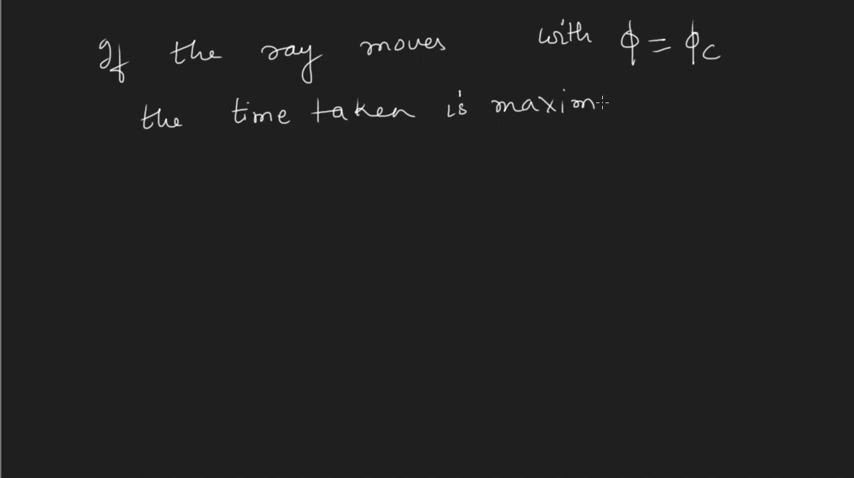 If the ray moves with ϕ = ϕc
the time taken is maxim